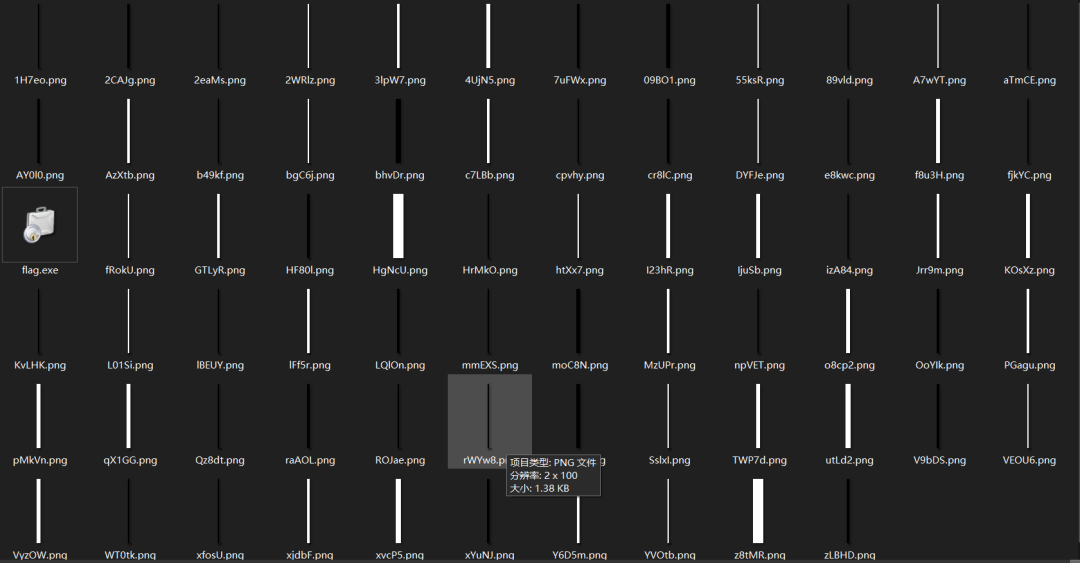 1H7eo.png 2CAJg.png 2eaMs.png 2WRlz.png 3lpW7.png 4UjN5.png 7uFWx.png 09BO1.png 55ksR.png 89vld.png A7wYT.png aTmCE.png
AY0l0.png AzXtb.png b49kf.png bgC6j.png bhvDr.png c7LBb.png cpvhy.png cr8lC.png DYFJe.png e8kwc.png f8u3H.png fjkYC.png
flag.exe fRokU.png GTLyR.png HF80l.png HgNcU.png HrMkO.png htXx7.png I23hR.png IjuSb.png izA84.png Jrr9m.png KOsXz.png
KvLHK.png L01Si.png lBEUY.png lFf5r.png LQlOn.png mmEXS.png moC8N.png MzUPr.png npVET.png o8cp2.png OoYlk.png PGagu.png
pMkVn.png qX1GG.png Qz8dt.png raAOL.png ROJae.png rWYw8.p SslxI.png TWP7d.png utLd2.png V9bDS.png VEOU6.png
项目类型: PNG 文件
分辨率: 2 x 100
大小: 1.38 KB
VyzOW.png WT0tk.png xfosU.png xjdbF.png xvcP5.png xYuNJ.png Y6D5m.png YVOtb.png z8tMR.png zLBHD.png